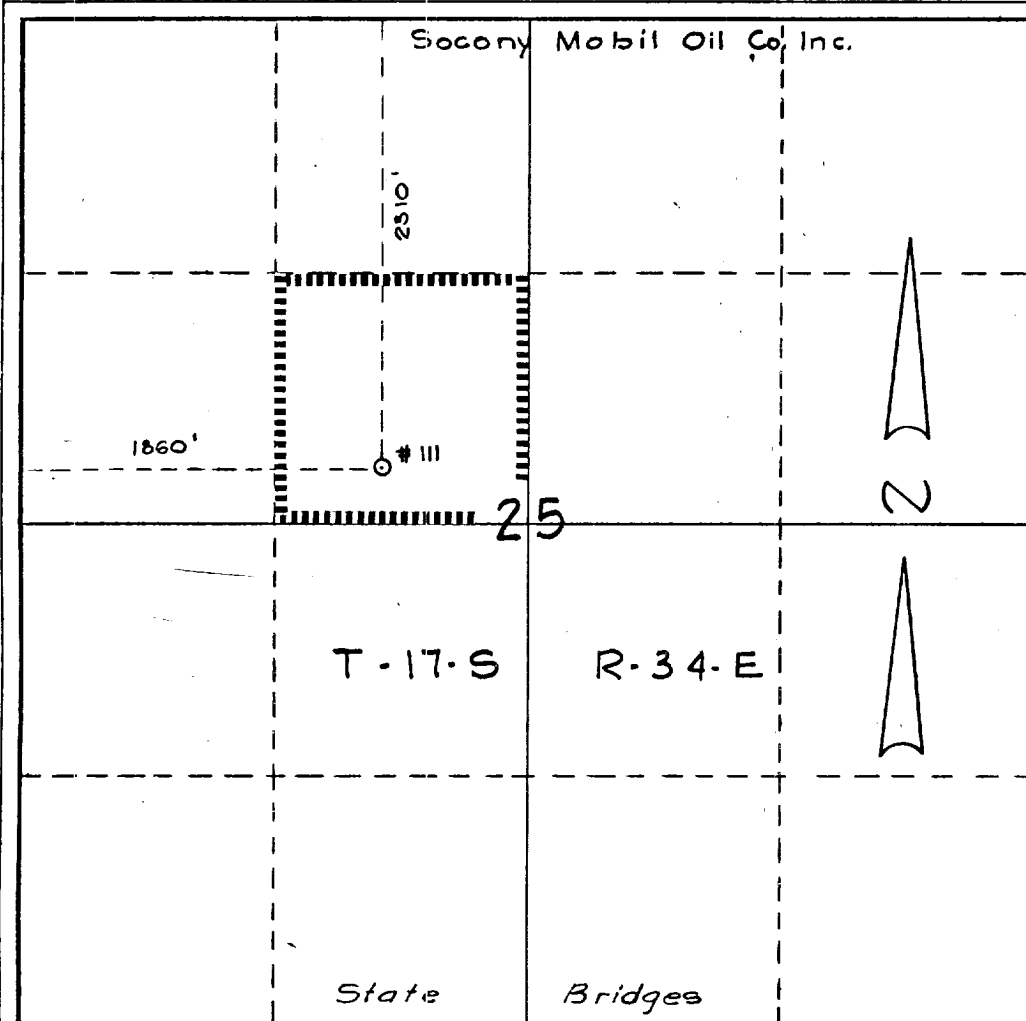 Socony Mobil Oil Co, Inc.
2310'
1860'
# 111
N
25
T-17-S R-34-E
State Bridges